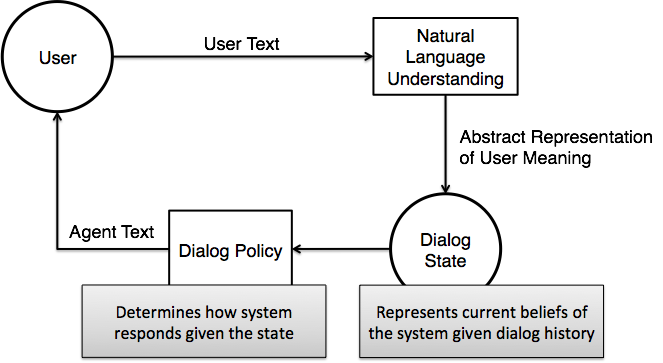 User
User Text
Natural
Language
Understanding
Abstract Representation
of User Meaning
Agent Text
Dialog Policy
Dialog
State
Determines how system
responds given the state
Represents current beliefs of
the system given dialog history